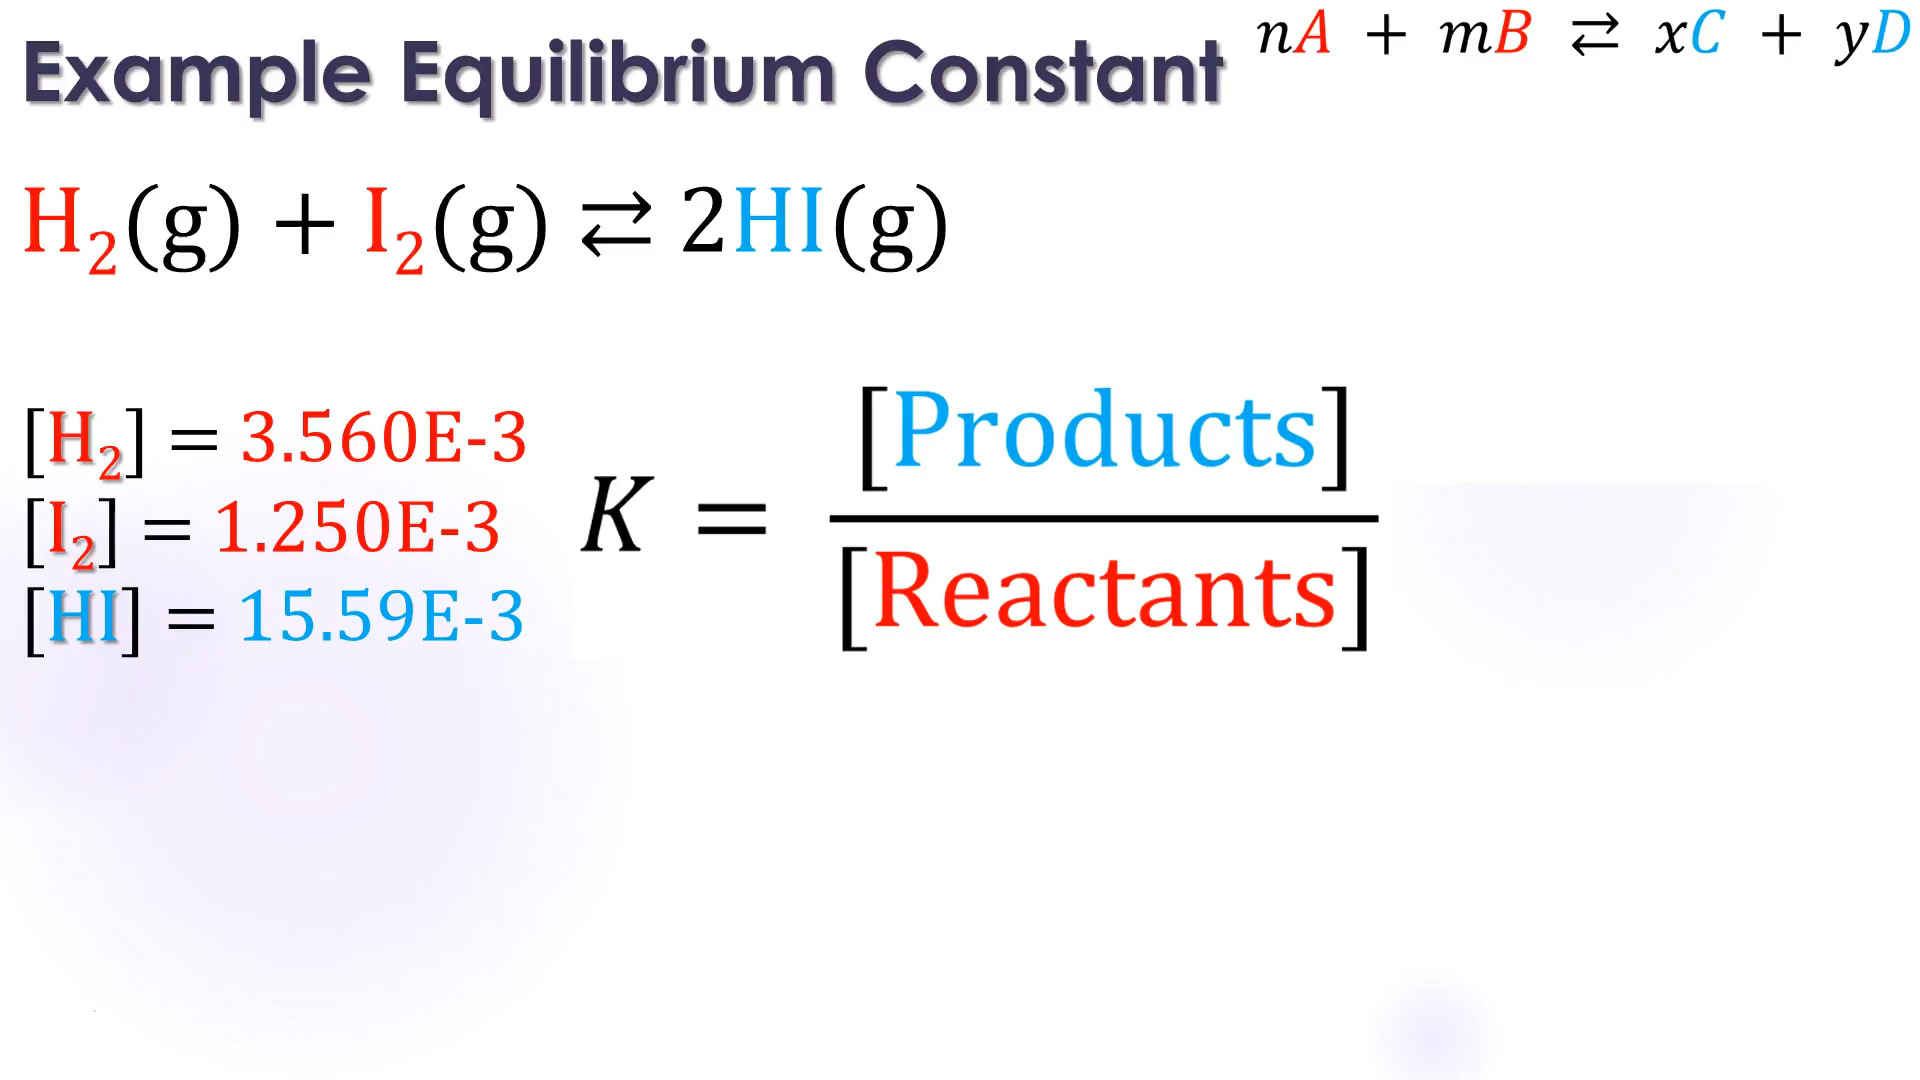 Example Equilibrium Constant
nA + mB ⇄ xC + yD
H₂(g) + I₂(g) ⇄ 2HI(g)
[H₂] = 3.560E-3
[I₂] = 1.250E-3
[HI] = 15.59E-3
K = [Products]
[Reactants]